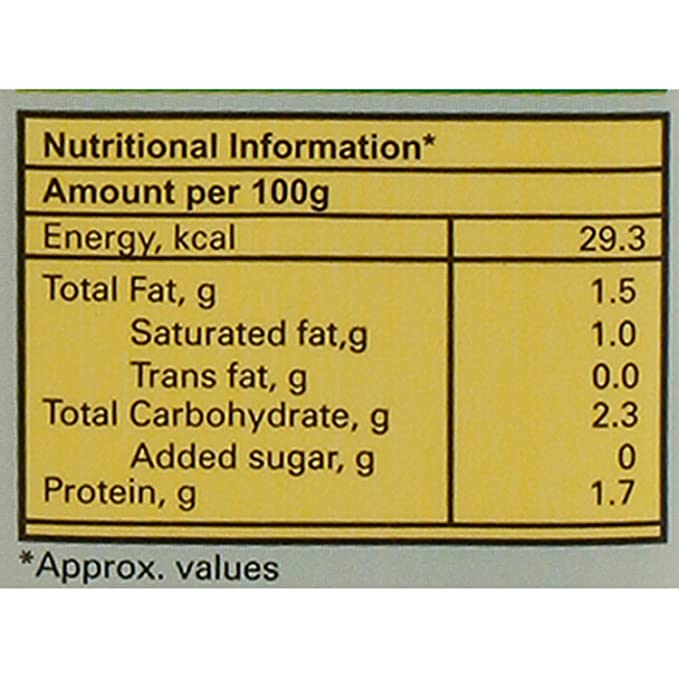 Nutritional Information*
Amount per 100g
Energy, kcal 29.3
Total Fat, g 1.5
Saturated fat,g 1.0
Trans fat, g 0.0
Total Carbohydrate, g 2.3
Added sugar, g 0
Protein, g 1.7
*Approx. values